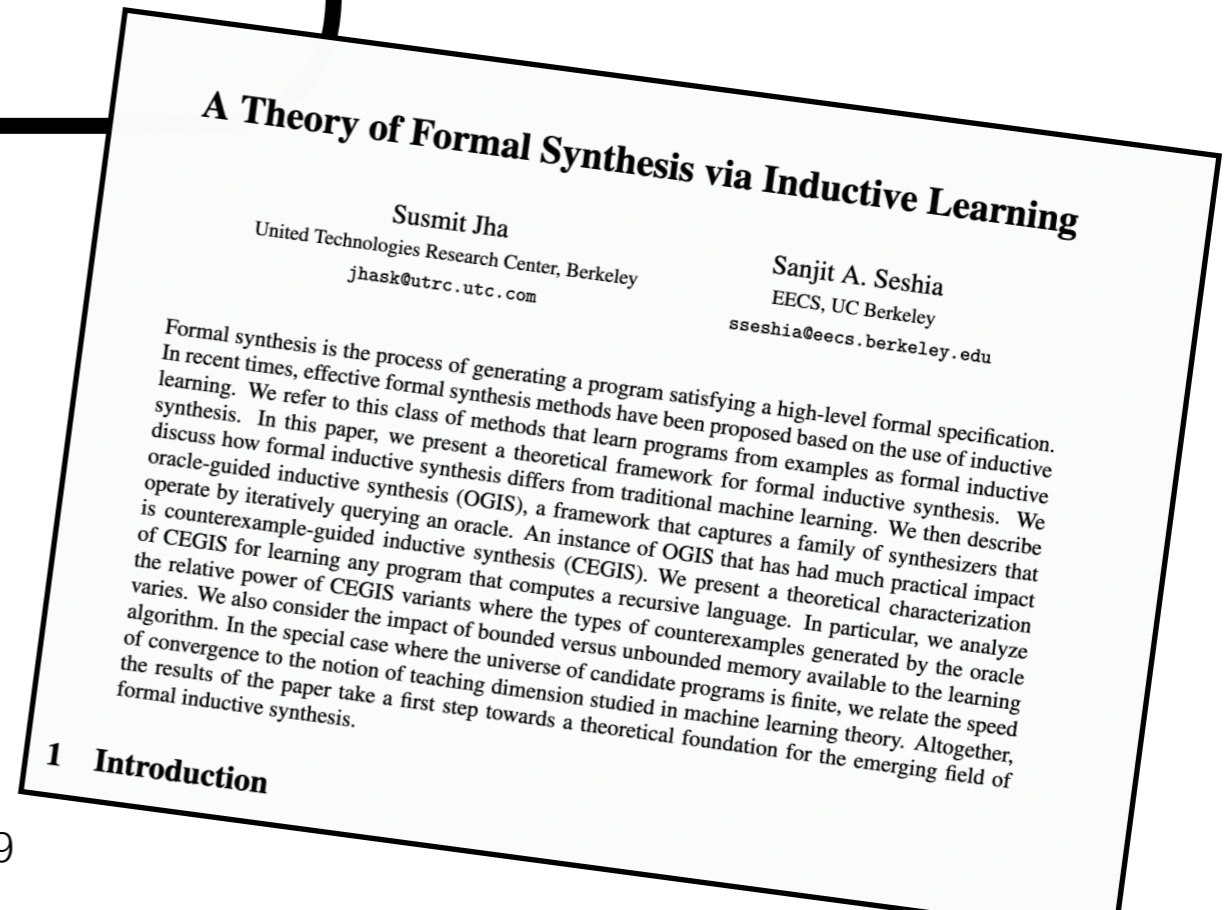 A Theory of Formal Synthesis via Inductive Learning
Susmit Jha
United Technologies Research Center, Berkeley
jhask@utrc.utc.com
Sanjit A. Seshia
EECS, UC Berkeley
sseshia@eecs.berkeley.edu
Formal synthesis is the process of generating a program satisfying a high-level formal specification.
In recent times, effective formal synthesis methods have been proposed based on the use of inductive
learning. We refer to this class of methods that learn programs from examples as formal inductive
synthesis. In this paper, we present a theoretical framework for formal inductive synthesis. We
discuss how formal inductive synthesis differs from traditional machine learning. We then describe
oracle-guided inductive synthesis (OGIS), a framework that captures a family of synthesizers that
operate by iteratively querying an oracle. An instance of OGIS that has had much practical impact
is counterexample-guided inductive synthesis (CEGIS). We present a theoretical characterization
of CEGIS for learning any program that computes a recursive language. In particular, we analyze
the relative power of CEGIS variants where the types of counterexamples generated by the oracle
varies. We also consider the impact of bounded versus unbounded memory available to the learning
algorithm. In the special case where the universe of candidate programs is finite, we relate the speed
of convergence to the notion of teaching dimension studied in machine learning theory. Altogether,
the results of the paper take a first step towards a theoretical foundation for the emerging field of
formal inductive synthesis.
1 Introduction
9